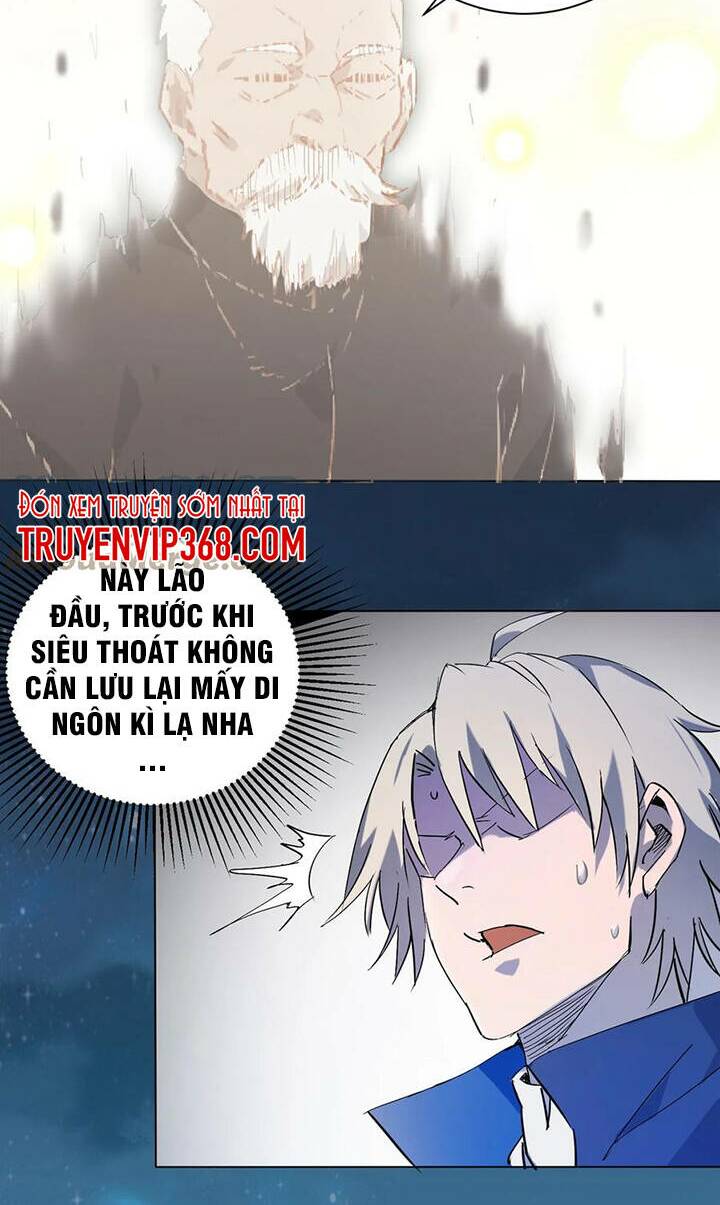 ĐÓN XEM TRUYỆN SỚM NHẤT TẠI
TRUYENVIP368.COM
NÀY LÃO
ĐẦU, TRƯỚC KHI
SIÊU THOÁT KHÔNG
CẦN LƯU LẠI MẤY DI
NGÔN KÌ LẠ NHA
...